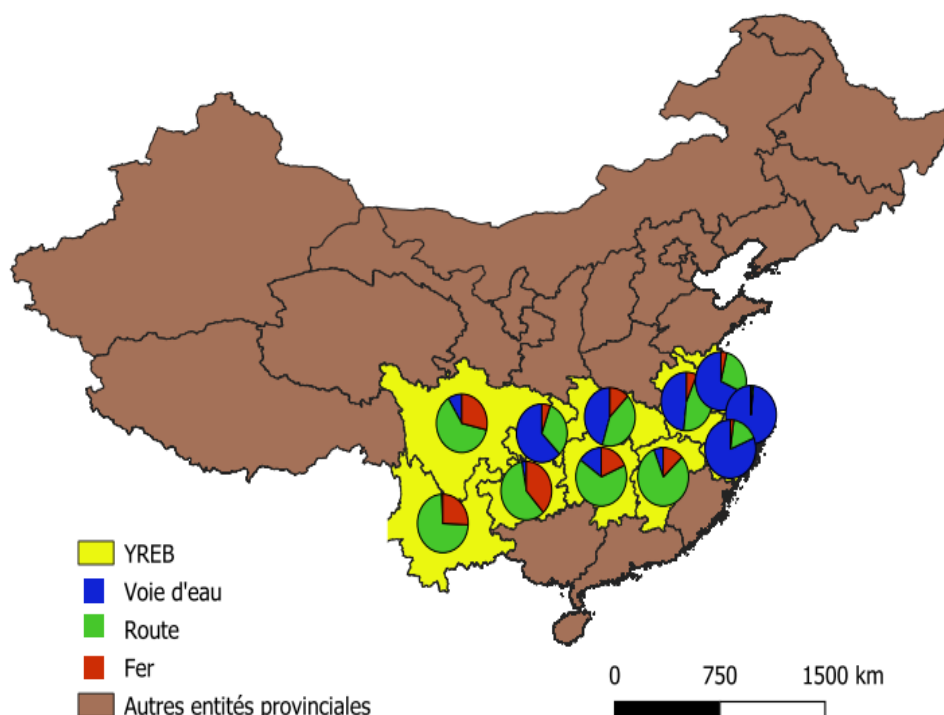 YREB
Voie d'eau
Route
Fer
Autres entités provinciales
0 750 1500 km